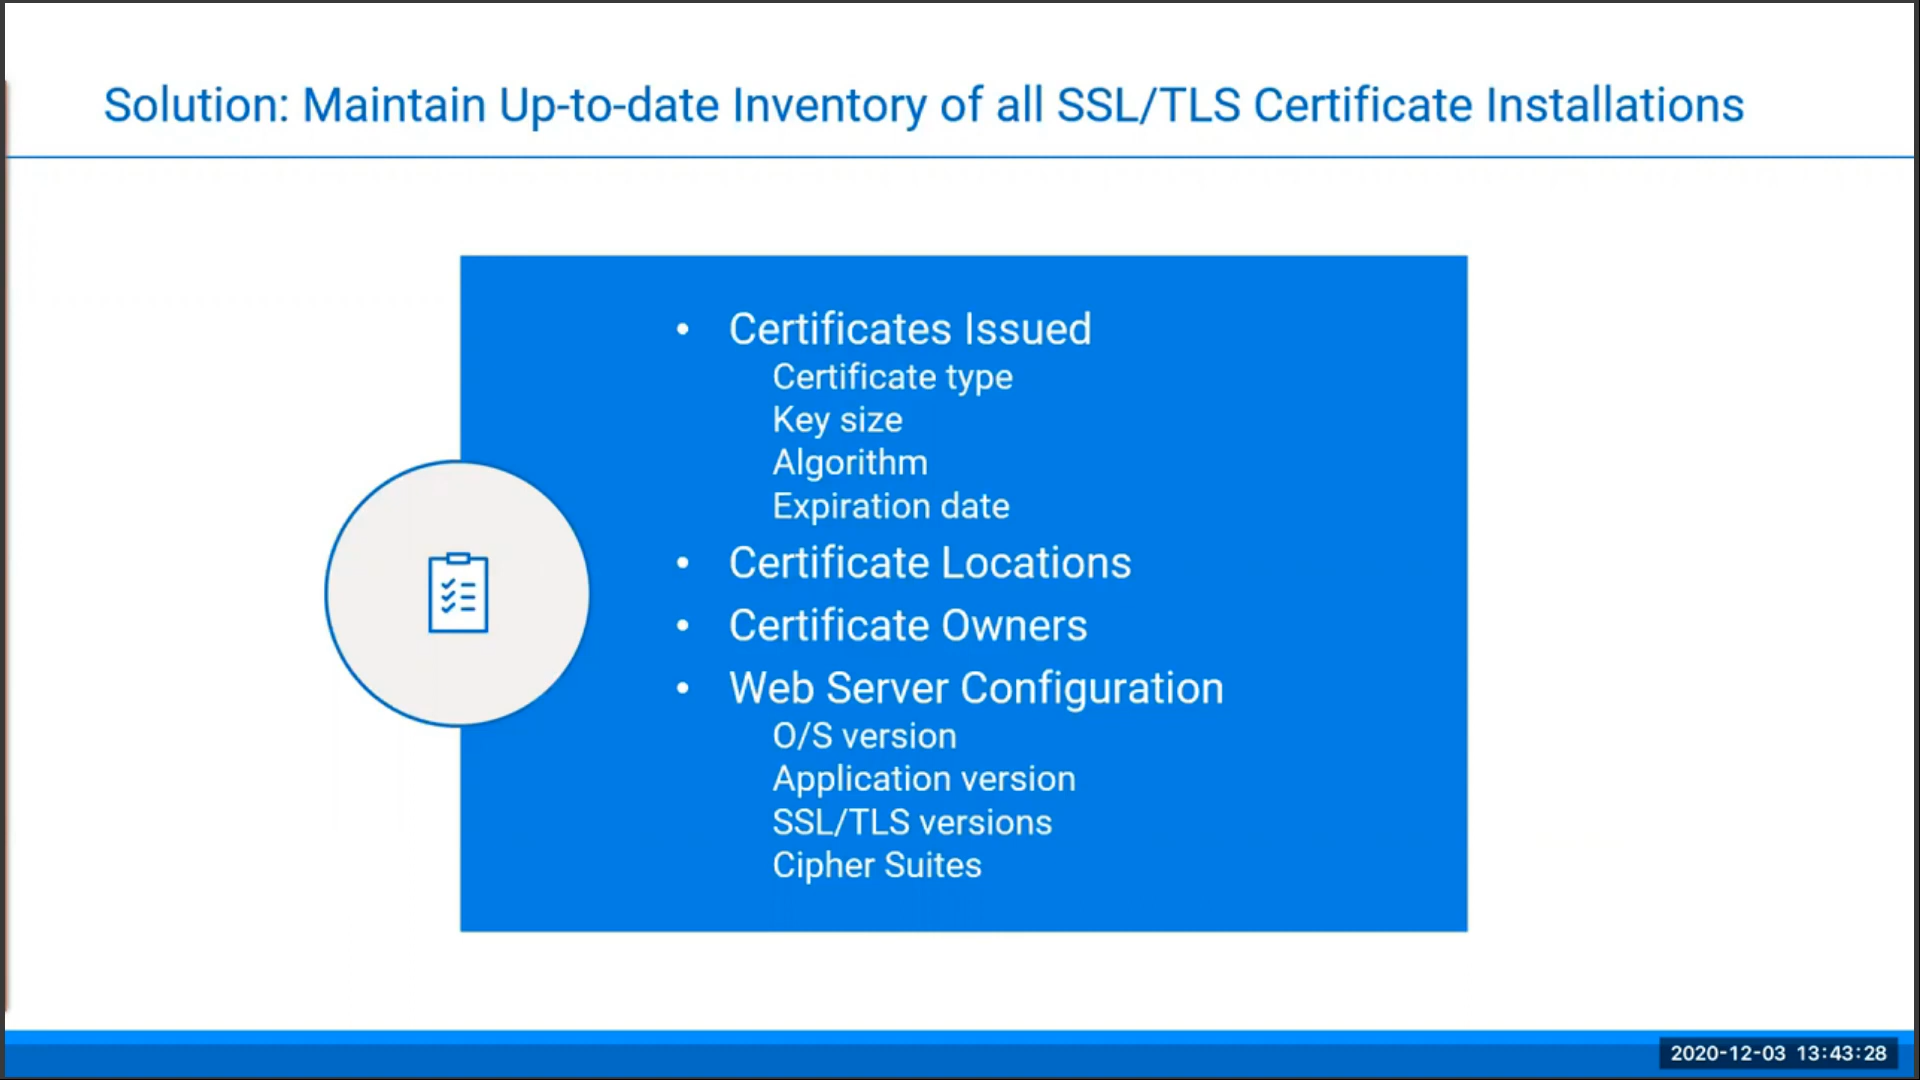 Solution: Maintain Up-to-date Inventory of all SSL/TLS Certificate Installations
• Certificates Issued
Certificate type
Key size
Algorithm
Expiration date
• Certificate Locations
• Certificate Owners
• Web Server Configuration
O/S version
Application version
SSL/TLS versions
Cipher Suites
2020-12-03 13:43:28